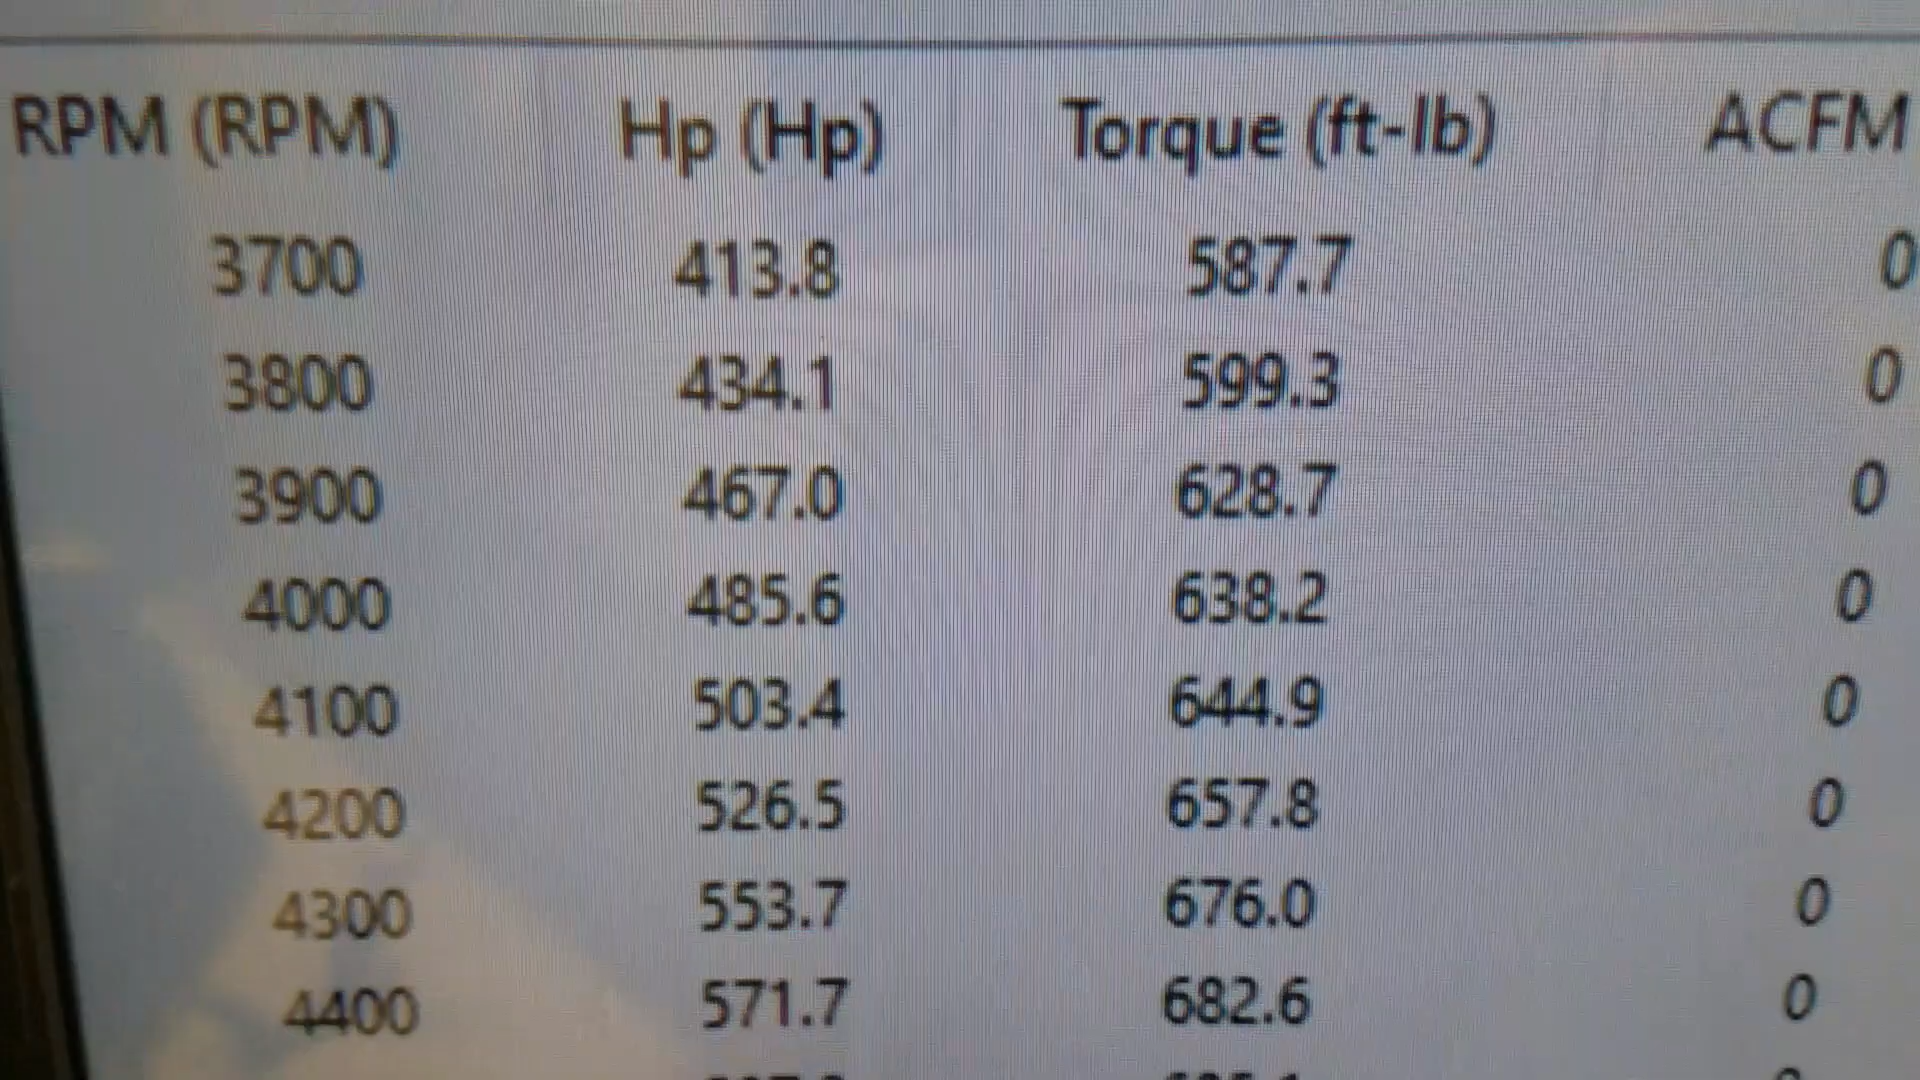 RPM (RPM) Hp (Hp) Torque (ft-lb) ACFM
3700 413.8 587.7 0
3800 434.1 599.3 0
3900 467.0 628.7 0
4000 485.6 638.2 0
4100 503.4 644.9 0
4200 526.5 657.8 0
4300 553.7 676.0 0
4400 571.7 682.6 0